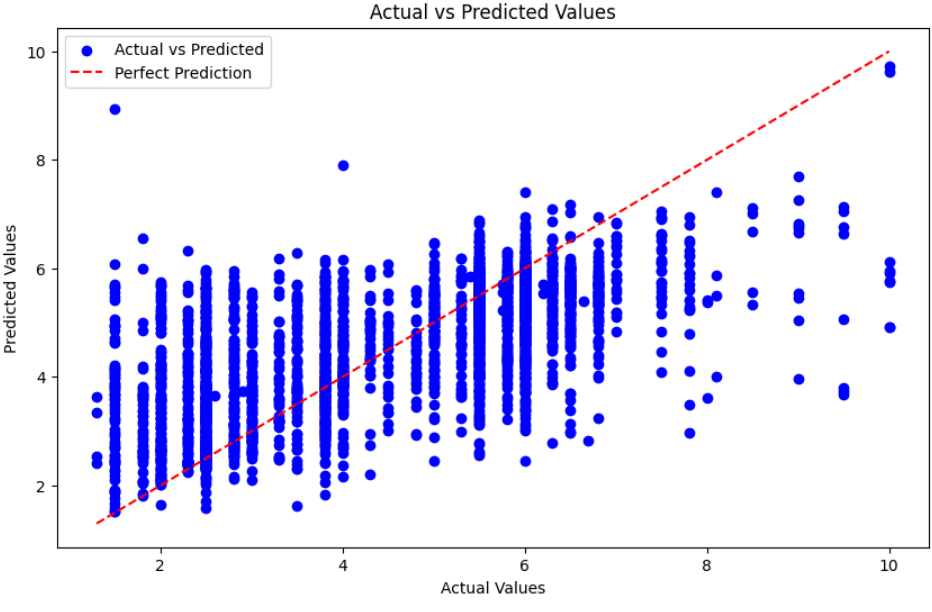 Actual vs Predicted Values
Actual vs Predicted
Perfect Prediction
Predicted Values
10
8
6
4
2
2 4 6 8 10
Actual Values